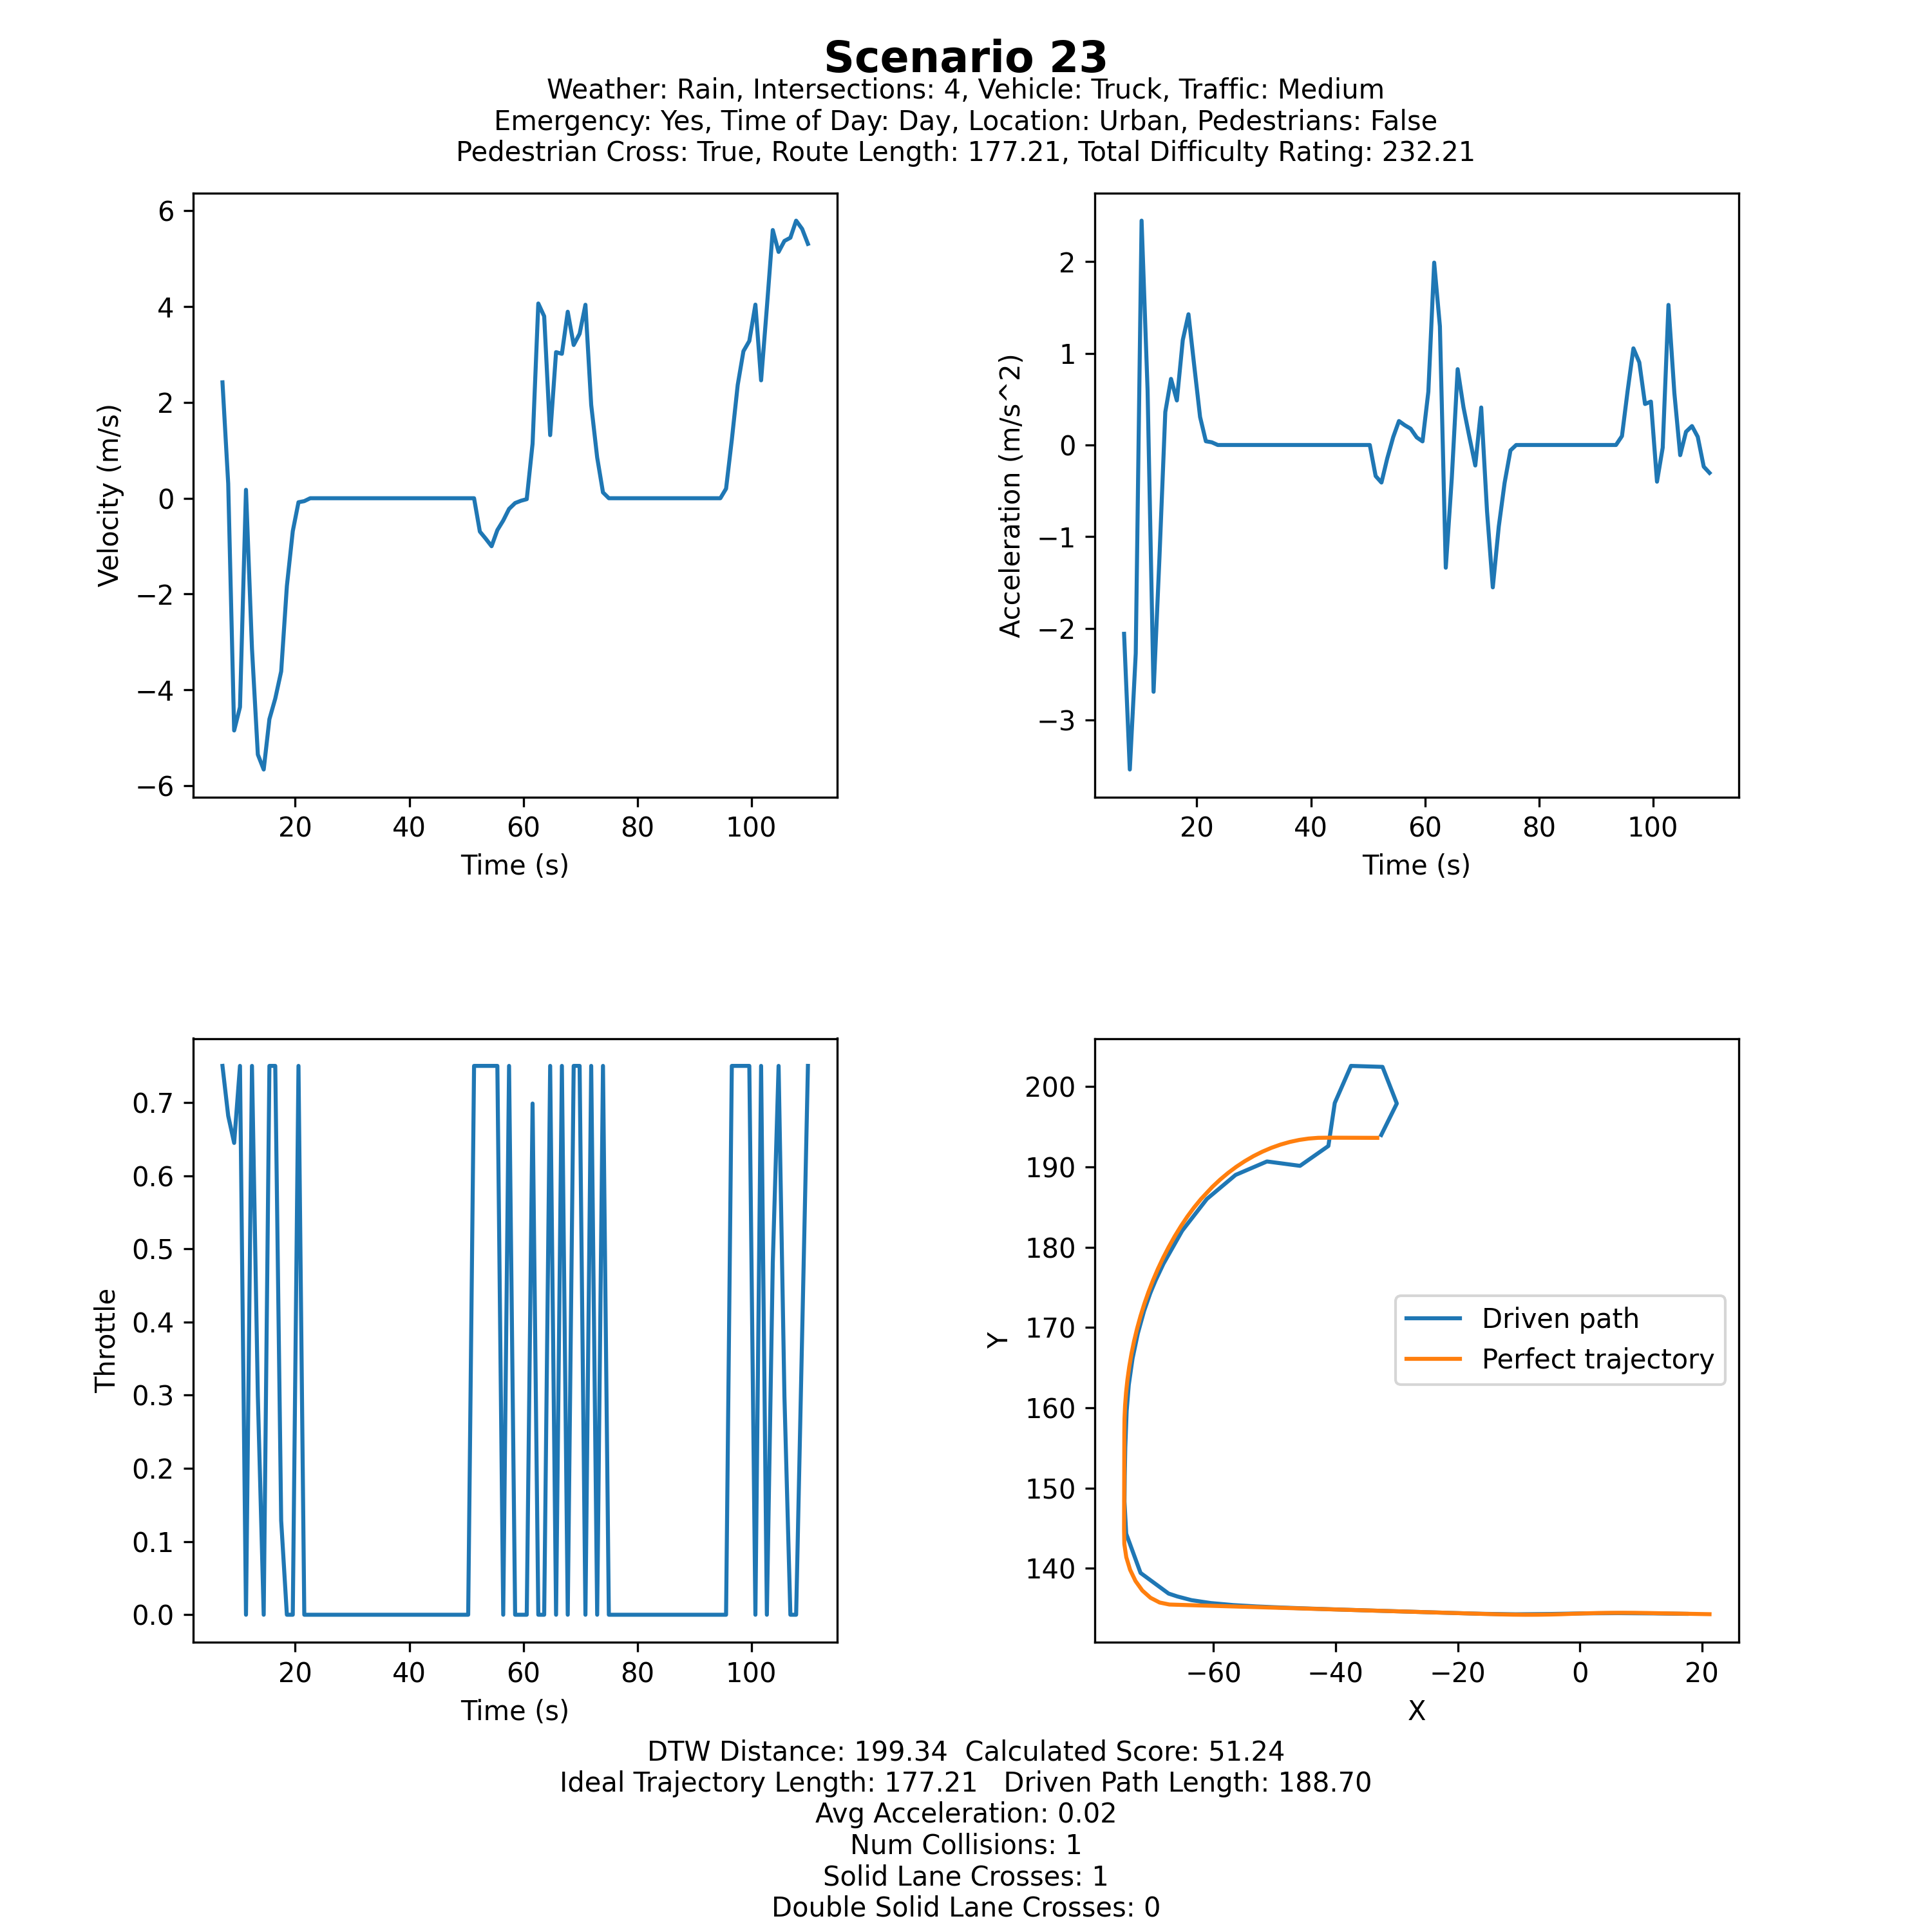 Scenario 23
Weather: Rain, Intersections: 4, Vehicle: Truck, Traffic: Medium
Emergency: Yes, Time of Day: Day, Location: Urban, Pedestrians: False
Pedestrian Cross: True, Route Length: 177.21, Total Difficulty Rating: 232.21
6
4
2
0
−2
−4
−6
Velocity (m/s)
20 40 60 80 100
Time (s)
2
1
0
−1
−2
−3
Acceleration (m/s^2)
20 40 60 80 100
Time (s)
0.7
0.6
0.5
0.4
0.3
0.2
0.1
0.0
Throttle
20 40 60 80 100
Time (s)
200
190
180
170
160
150
140
Y
Driven path
Perfect trajectory
−60 −40 −20 0 20
X
DTW Distance: 199.34 Calculated Score: 51.24
Ideal Trajectory Length: 177.21 Driven Path Length: 188.70
Avg Acceleration: 0.02
Num Collisions: 1
Solid Lane Crosses: 1
Double Solid Lane Crosses: 0